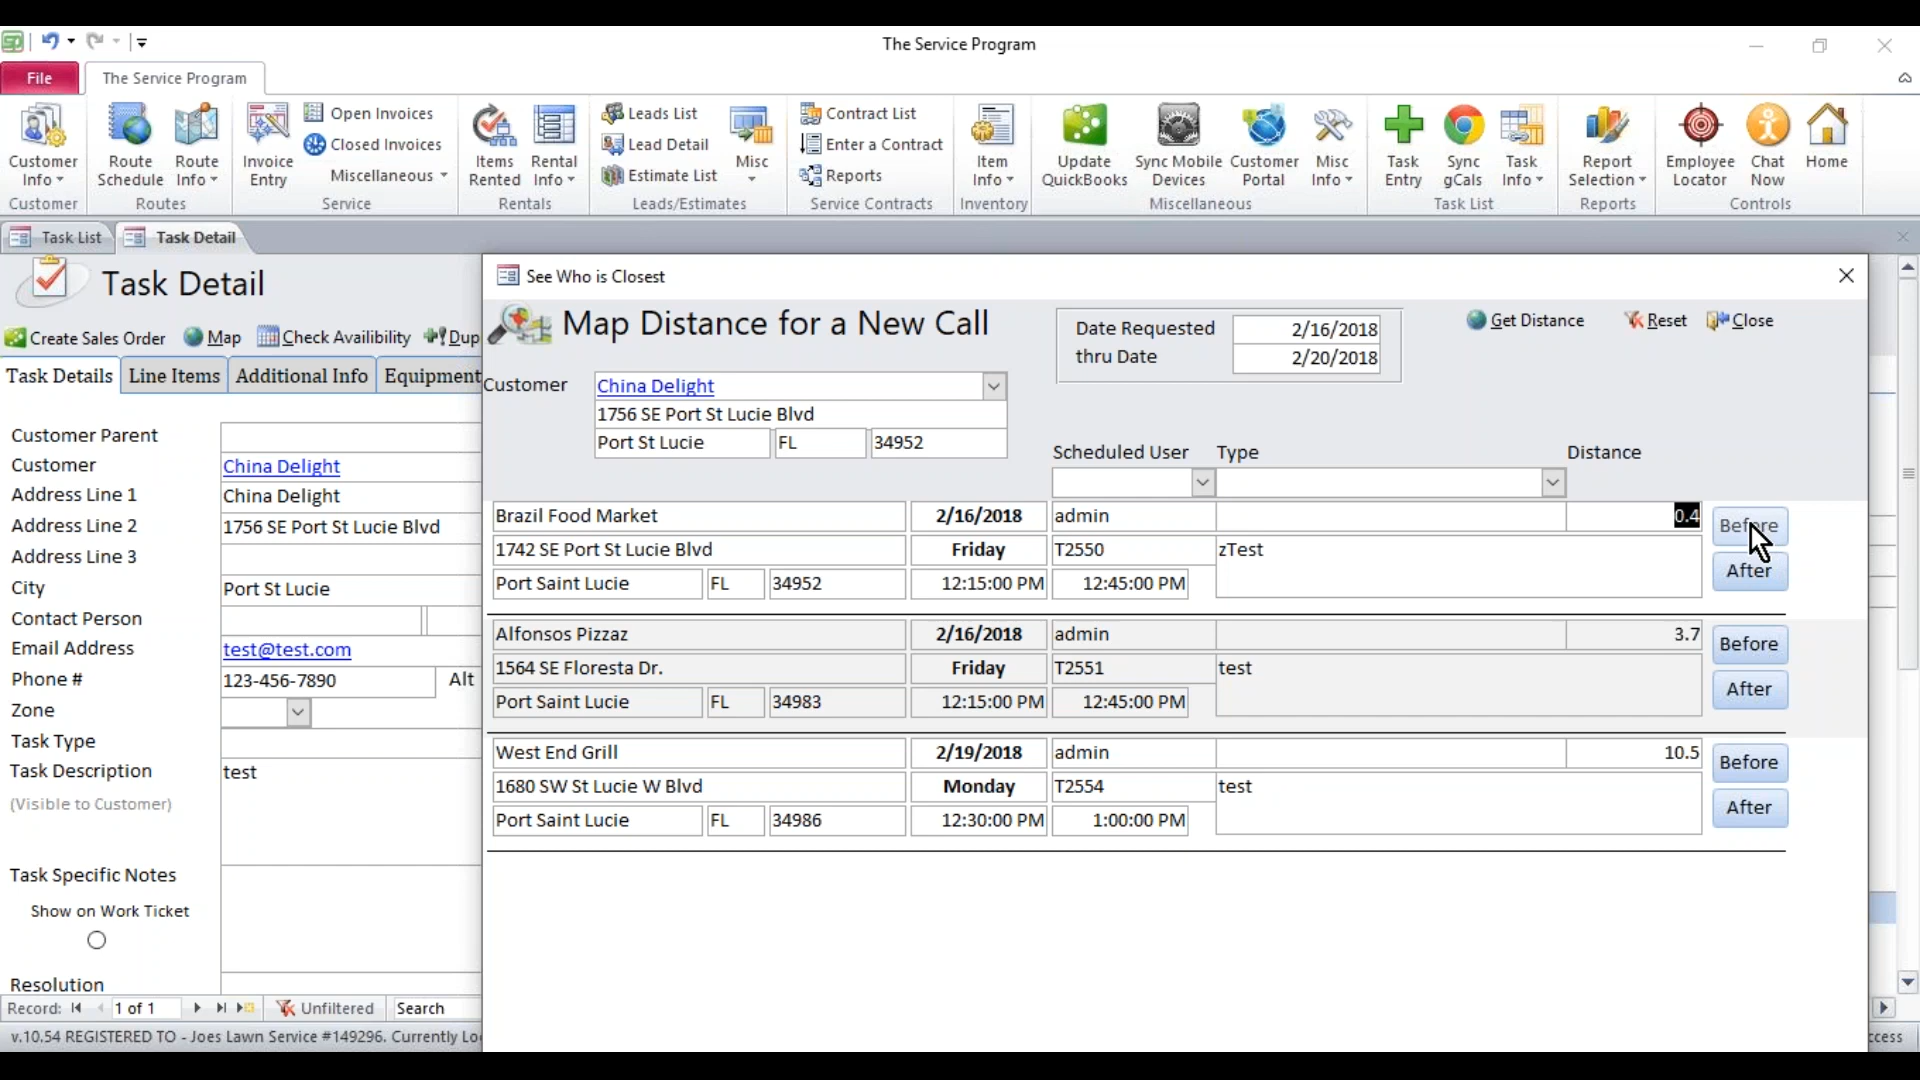 The Service Program
File
The Service Program
Customer Info
Route Schedule
Route Info
Invoice Entry
Open Invoices
Closed Invoices
Miscellaneous
Items Rented
Rental Info
Leads List
Lead Detail
Estimate List
Misc
Contract List
Enter a Contract
Reports
Item Info
Update QuickBooks
Sync Mobile Devices
Customer Portal
Misc Info
Task Entry
Sync gCals
Task Info
Report Selection
Employee Locator
Chat Now
Home
Customer
Routes
Service
Rentals
Leads/Estimates
Service Contracts
Inventory
Miscellaneous
Task List
Reports
Controls
Task List
Task Detail
Task Detail
Create Sales Order
Map
Check Availibility
Dup
Task Details
Line Items
Additional Info
Equipment
Customer Parent
Customer
China Delight
Address Line 1
China Delight
Address Line 2
1756 SE Port St Lucie Blvd
Address Line 3
City
Port St Lucie
Contact Person
Email Address
test@test.com
Phone #
123-456-7890
Alt
Zone
Task Type
Task Description
test
(Visible to Customer)
Task Specific Notes
Show on Work Ticket
Resolution
Record:
1 of 1
Unfiltered
Search
v.10.54 REGISTERED TO - Joes Lawn Service #149296. Currently Lo
ccess
See Who is Closest
Map Distance for a New Call
Date Requested
2/16/2018
thru Date
2/20/2018
Get Distance
Reset
Close
Customer
China Delight
1756 SE Port St Lucie Blvd
Port St Lucie
FL
34952
Scheduled User
Type
Distance
Brazil Food Market
2/16/2018
admin
0.4
Before
1742 SE Port St Lucie Blvd
Friday
T2550
zTest
After
Port Saint Lucie
FL
34952
12:15:00 PM
12:45:00 PM
Alfonsos Pizzaz
2/16/2018
admin
3.7
Before
1564 SE Floresta Dr.
Friday
T2551
test
After
Port Saint Lucie
FL
34983
12:15:00 PM
12:45:00 PM
West End Grill
2/19/2018
admin
10.5
Before
1680 SW St Lucie W Blvd
Monday
T2554
test
After
Port Saint Lucie
FL
34986
12:30:00 PM
1:00:00 PM